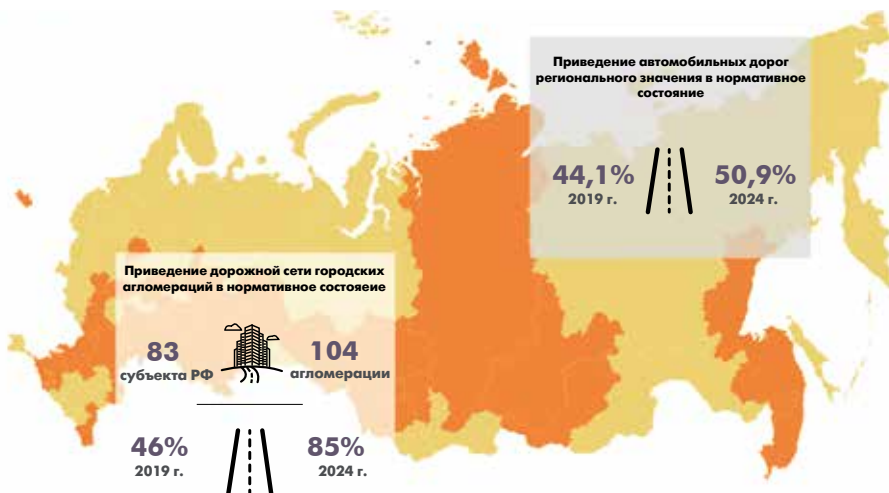 Приведение автомобильных дорог
регионального значения в нормативное
состояние
44,1%
2019 г.
50,9%
2024 г.
Приведение дорожной сети городских
агломераций в нормативное состояеие
83
субъекта РФ
104
агломерации
46%
2019 г.
85%
2024 г.